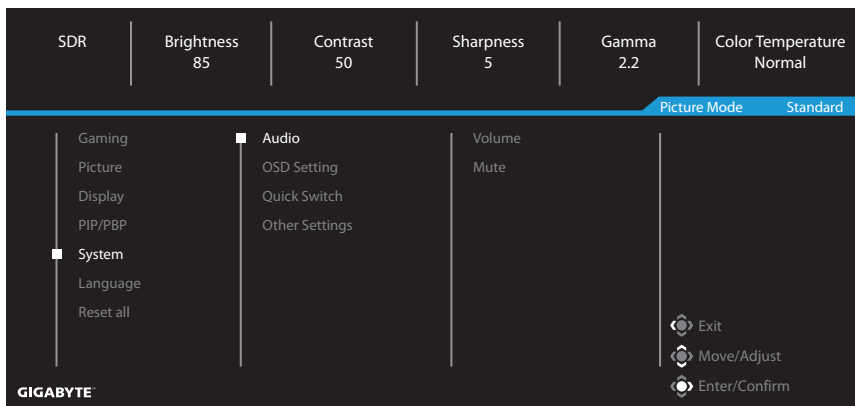 SDR Brightness Contrast Sharpness Gamma Color Temperature
85 50 5 2.2 Normal
Picture Mode Standard
Gaming Audio Volume
Picture OSD Setting Mute
Display Quick Switch
PIP/PBP Other Settings
System
Language
Reset all
Exit
Move/Adjust
GIGABYTE™ Enter/Confirm